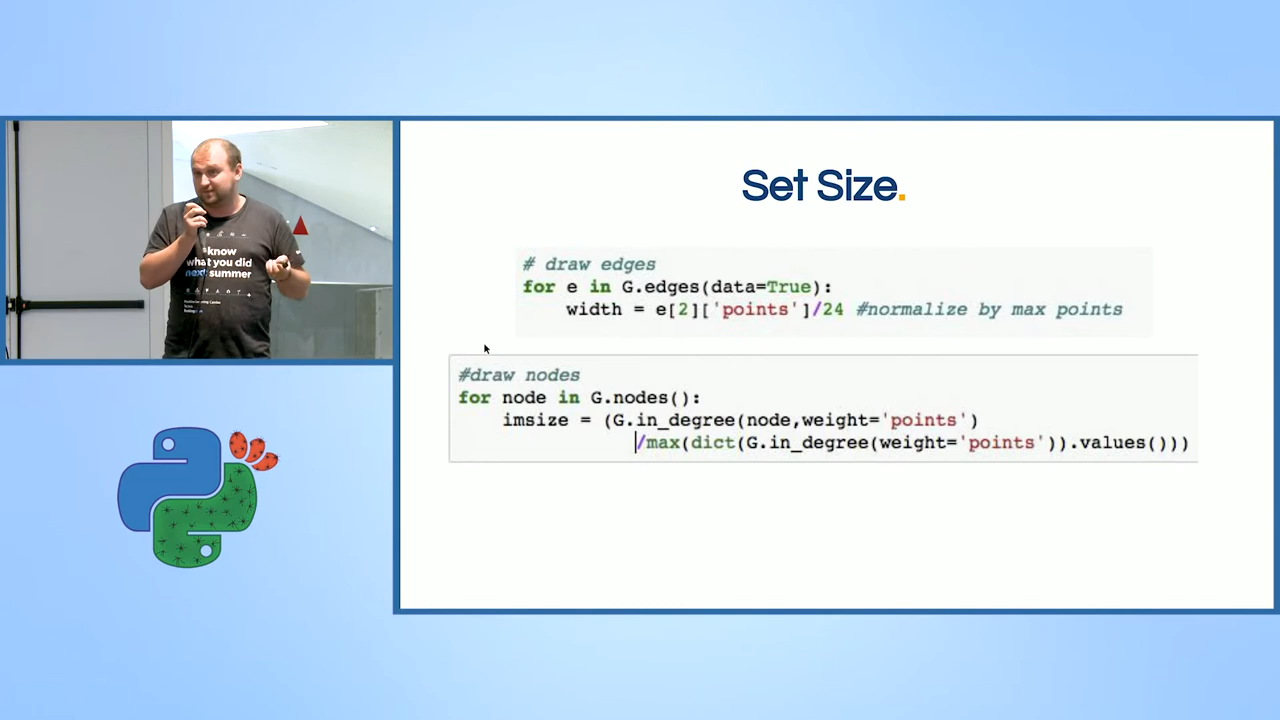 know
what you did
next summer
Set Size.
# draw edges
for e in G.edges(data=True):
    width = e[2]['points']/24 #normalize by max points
#draw nodes
for node in G.nodes():
    imsize = (G.in_degree(node,weight='points')
                /max(dict(G.in_degree(weight='points')).values()))